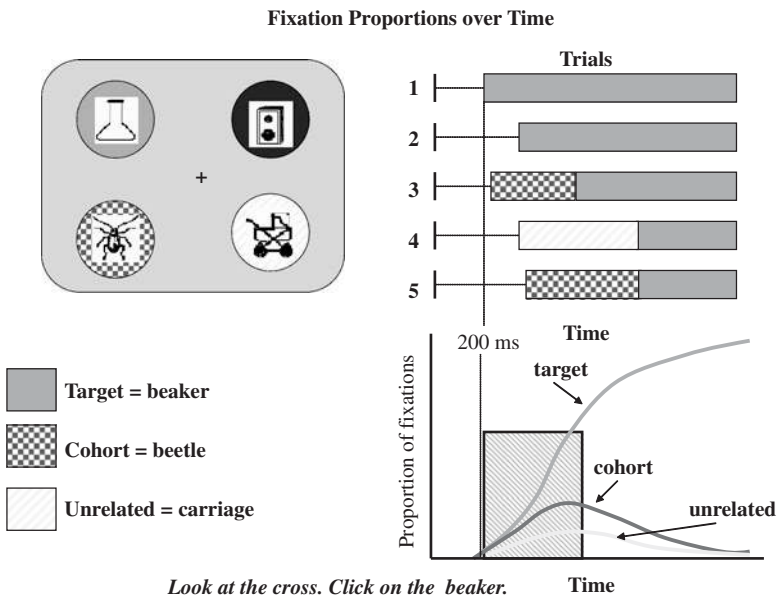 Fixation Proportions over Time
Trials
1
2
3
4
5
Time
200 ms
target
cohort
unrelated
Proportion of fixations
Time
Target = beaker
Cohort = beetle
Unrelated = carriage
Look at the cross. Click on the beaker.